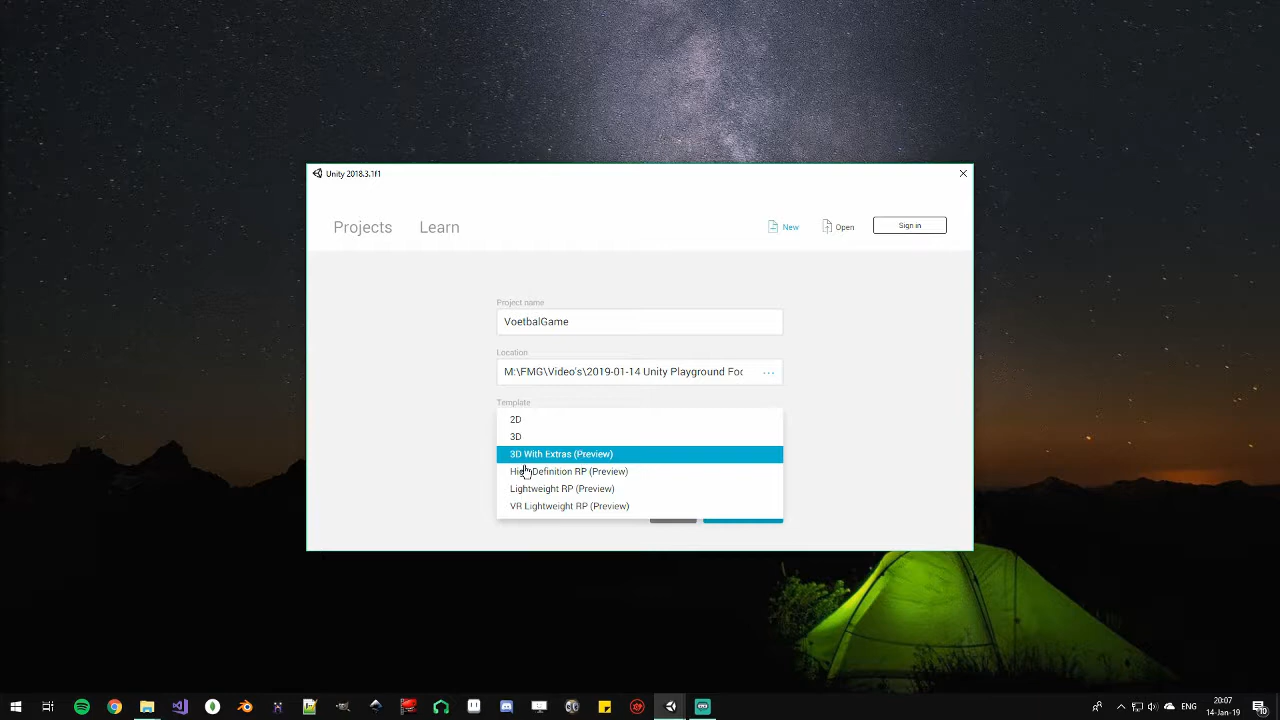 Unity 2018.3.1f1
Projects
Learn
New
Open
Sign in
Project name
VoetbalGame
Location
M:\FMG\Video's\2019-01-14 Unity Playground Foo
Template
2D
3D
3D With Extras (Preview)
High Definition RP (Preview)
Lightweight RP (Preview)
VR Lightweight RP (Preview)
ENG
20:07
14-Jan-19